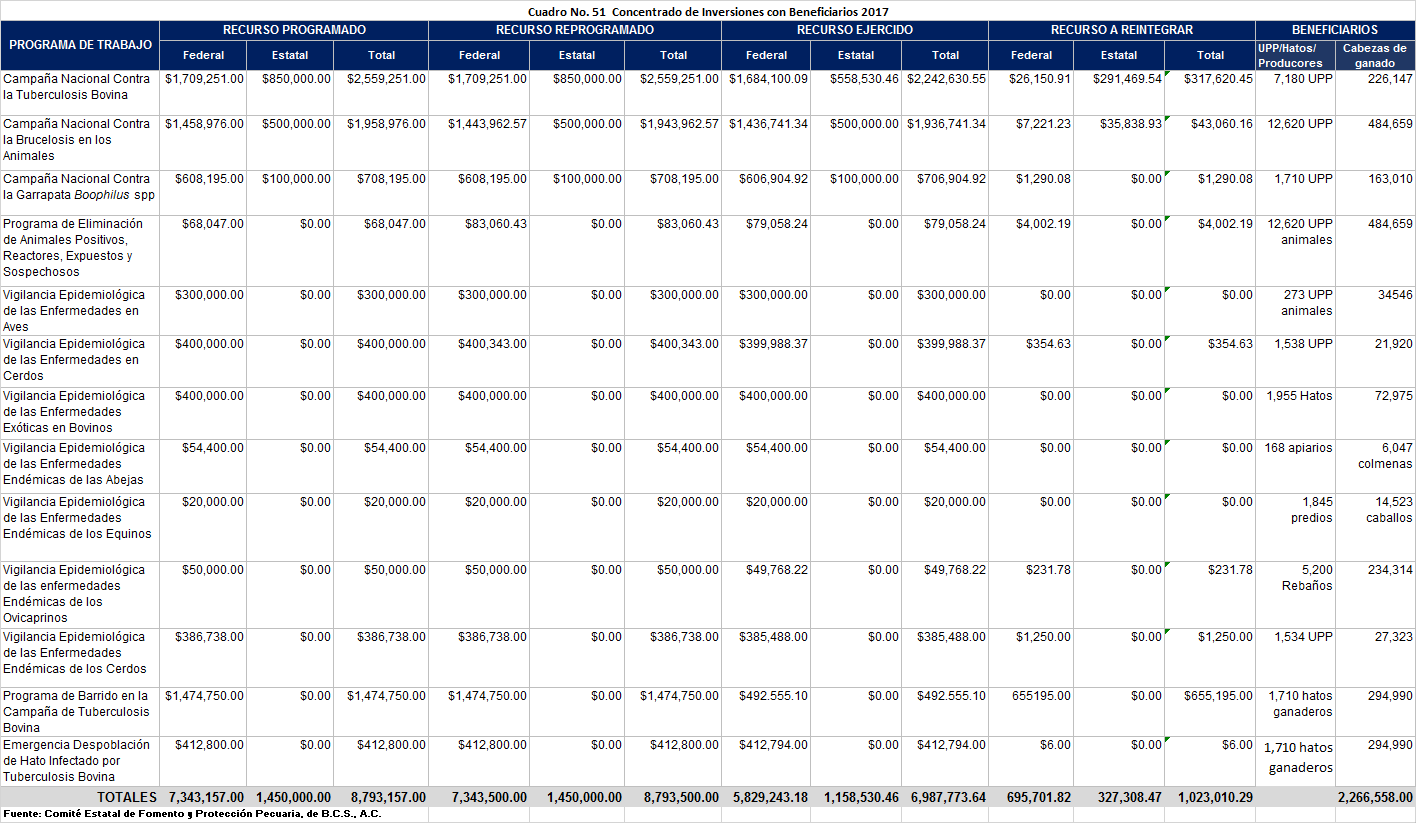 Cuadro No. 51 Concentrado de Inversiones con Beneficiarios 2017
PROGRAMA DE TRABAJO RECURSO PROGRAMADO RECURSO REPROGRAMADO RECURSO EJERCIDO RECURSO A REINTEGRAR BENEFICIARIOS
Federal Estatal Total Federal Estatal Total Federal Estatal Total Federal Estatal Total UPP/Hatos/ Cabezas de
Producores ganado
Campaña Nacional Contra $1,709,251.00 $850,000.00 $2,559,251.00 $1,709,251.00 $850,000.00 $2,559,251.00 $1,684,100.09 $558,530.46 $2,242,630.55 $26,150.91 $291,469.54 $317,620.45 7,180 UPP 226,147
la Tuberculosis Bovina
Campaña Nacional Contra $1,458,976.00 $500,000.00 $1,958,976.00 $1,443,962.57 $500,000.00 $1,943,962.57 $1,436,741.34 $500,000.00 $1,936,741.34 $7,221.23 $35,838.93 $43,060.16 12,620 UPP 484,659
la Brucelosis en los
Animales
Campaña Nacional Contra $608,195.00 $100,000.00 $708,195.00 $608,195.00 $100,000.00 $708,195.00 $606,904.92 $100,000.00 $706,904.92 $1,290.08 $0.00 $1,290.08 1,710 UPP 163,010
la Garrapata Boophilus spp
Programa de Eliminación $68,047.00 $0.00 $68,047.00 $83,060.43 $0.00 $83,060.43 $79,058.24 $0.00 $79,058.24 $4,002.19 $0.00 $4,002.19 12,620 UPP 484,659
de Animales Positivos, animales
Reactores, Expuestos y
Sospechosos
Vigilancia Epidemiológica $300,000.00 $0.00 $300,000.00 $300,000.00 $0.00 $300,000.00 $300,000.00 $0.00 $300,000.00 $0.00 $0.00 $0.00 273 UPP 34546
de las Enfermedades en animales
Aves
Vigilancia Epidemiológica $400,000.00 $0.00 $400,000.00 $400,343.00 $0.00 $400,343.00 $399,988.37 $0.00 $399,988.37 $354.63 $0.00 $354.63 1,538 UPP 21,920
de las Enfermedades en
Cerdos
Vigilancia Epidemiológica $400,000.00 $0.00 $400,000.00 $400,000.00 $0.00 $400,000.00 $400,000.00 $0.00 $400,000.00 $0.00 $0.00 $0.00 1,955 Hatos 72,975
de las Enfermedades
Exóticas en Bovinos
Vigilancia Epidemiológica $54,400.00 $0.00 $54,400.00 $54,400.00 $0.00 $54,400.00 $54,400.00 $0.00 $54,400.00 $0.00 $0.00 $0.00 168 apiarios 6,047
de las Enfermedades colmenas
Endémicas de las Abejas
Vigilancia Epidemiológica $20,000.00 $0.00 $20,000.00 $20,000.00 $0.00 $20,000.00 $20,000.00 $0.00 $20,000.00 $0.00 $0.00 $0.00 1,845 14,523
de las Enfermedades predios caballos
Endémicas de los Equinos
Vigilancia Epidemiológica $50,000.00 $0.00 $50,000.00 $50,000.00 $0.00 $50,000.00 $49,768.22 $0.00 $49,768.22 $231.78 $0.00 $231.78 5,200 234,314
de las enfermedades Rebaños
Endémicas de los
Ovicaprinos
Vigilancia Epidemiológica $386,738.00 $0.00 $386,738.00 $386,738.00 $0.00 $386,738.00 $385,488.00 $0.00 $385,488.00 $1,250.00 $0.00 $1,250.00 1,534 UPP 27,323
de las Enfermedades
Endémicas de los Cerdos
Programa de Barrido en la $1,474,750.00 $0.00 $1,474,750.00 $1,474,750.00 $0.00 $1,474,750.00 $492.555.10 $0.00 $492.555.10 655195.00 $0.00 $655,195.00 1,710 hatos 294,990
Campaña de Tuberculosis ganaderos
Bovina
Emergencia Despoblación $412,800.00 $0.00 $412,800.00 $412,800.00 $0.00 $412,800.00 $412,794.00 $0.00 $412,794.00 $6.00 $0.00 $6.00 1,710 hatos 294,990
de Hato Infectado por ganaderos
Tuberculosis Bovina
TOTALES 7,343,157.00 1,450,000.00 8,793,157.00 7,343,500.00 1,450,000.00 8,793,500.00 5,829,243.18 1,158,530.46 6,987,773.64 695,701.82 327,308.47 1,023,010.29 2,266,558.00
Fuente: Comité Estatal de Fomento y Protección Pecuaria, de B.C.S., A.C.